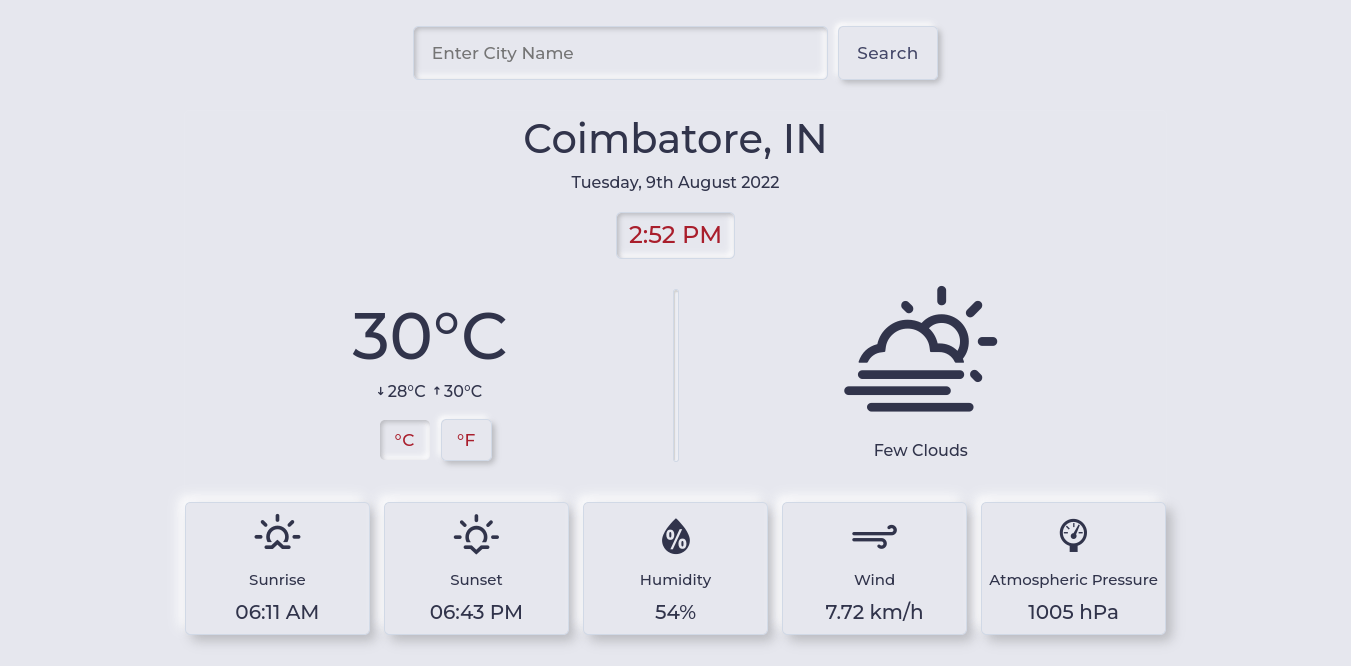 Enter City Name
Search
Coimbatore, IN
Tuesday, 9th August 2022
2:52 PM
30°C
↓ 28°C ↑ 30°C
°C
°F
Few Clouds
Sunrise
06:11 AM
Sunset
06:43 PM
%
Humidity
54%
Wind
7.72 km/h
Atmospheric Pressure
1005 hPa